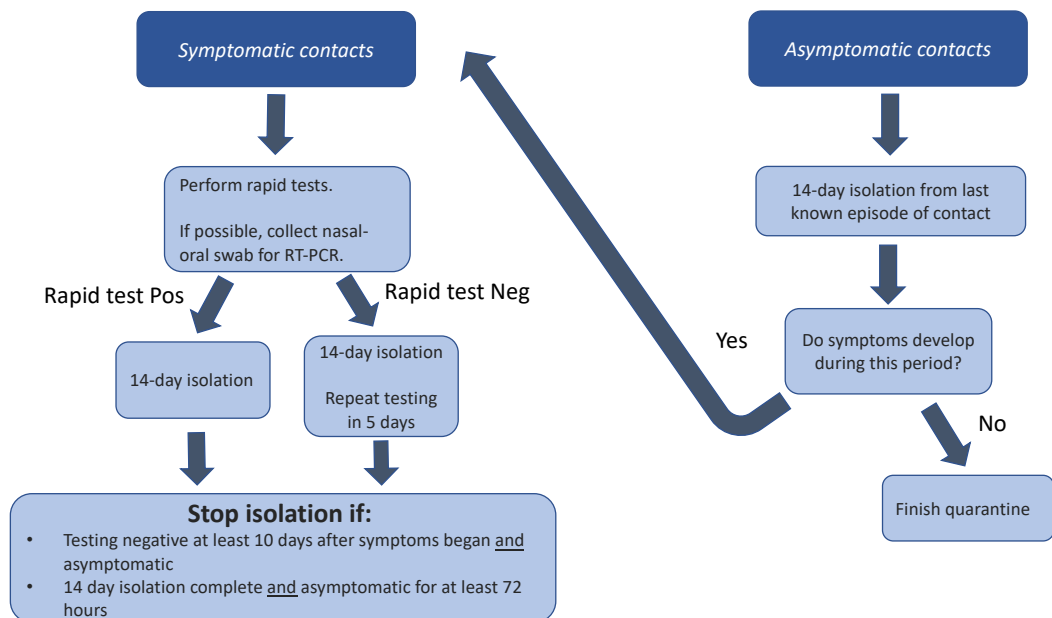 Symptomatic contacts
Perform rapid tests.
If possible, collect nasal-
oral swab for RT-PCR.
Rapid test Pos
Rapid test Neg
14-day isolation
14-day isolation
Repeat testing
in 5 days
Stop isolation if:
• Testing negative at least 10 days after symptoms began and
asymptomatic
• 14 day isolation complete and asymptomatic for at least 72
hours
Asymptomatic contacts
14-day isolation from last
known episode of contact
Do symptoms develop
during this period?
Yes
No
Finish quarantine